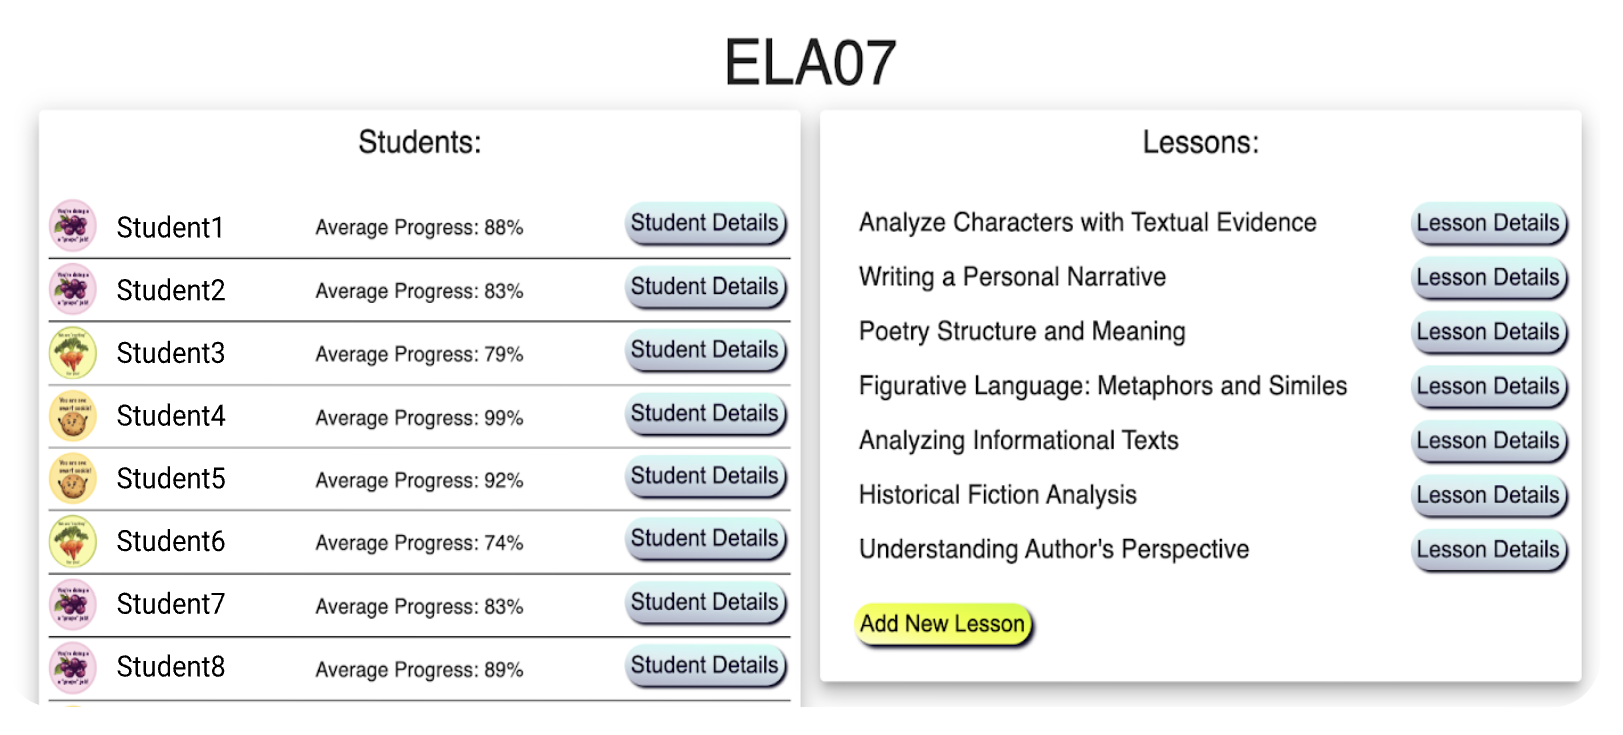 ELA07
Students:
Student1 Average Progress: 88% Student Details
Student2 Average Progress: 83% Student Details
Student3 Average Progress: 79% Student Details
Student4 Average Progress: 99% Student Details
Student5 Average Progress: 92% Student Details
Student6 Average Progress: 74% Student Details
Student7 Average Progress: 83% Student Details
Student8 Average Progress: 89% Student Details
Lessons:
Analyze Characters with Textual Evidence Lesson Details
Writing a Personal Narrative Lesson Details
Poetry Structure and Meaning Lesson Details
Figurative Language: Metaphors and Similes Lesson Details
Analyzing Informational Texts Lesson Details
Historical Fiction Analysis Lesson Details
Understanding Author's Perspective Lesson Details
Add New Lesson